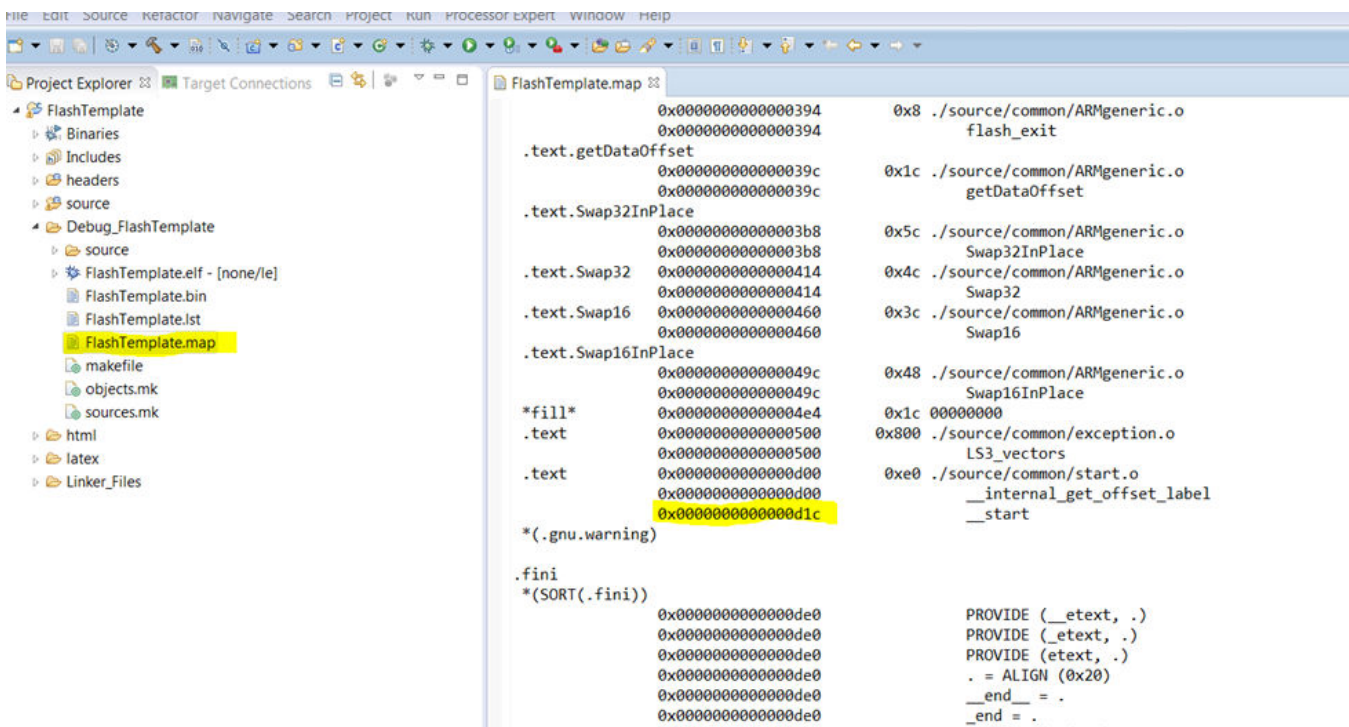 File Edit Source Refactor Navigate Search Project Run Processor Expert Window Help
Project Explorer Target Connections
FlashTemplate
Binaries
Includes
headers
source
Debug_FlashTemplate
source
FlashTemplate.elf - [none/le]
FlashTemplate.bin
FlashTemplate.lst
FlashTemplate.map
makefile
objects.mk
sources.mk
html
latex
Linker_Files
FlashTemplate.map
0x0000000000000394 0x8 ./source/common/ARMgeneric.o
0x0000000000000394 flash_exit
.text.getDataOffset
0x000000000000039c 0x1c ./source/common/ARMgeneric.o
0x000000000000039c getDataOffset
.text.Swap32InPlace
0x00000000000003b8 0x5c ./source/common/ARMgeneric.o
0x00000000000003b8 Swap32InPlace
.text.Swap32 0x0000000000000414 0x4c ./source/common/ARMgeneric.o
0x0000000000000414 Swap32
.text.Swap16 0x0000000000000460 0x3c ./source/common/ARMgeneric.o
0x0000000000000460 Swap16
.text.Swap16InPlace
0x000000000000049c 0x48 ./source/common/ARMgeneric.o
0x000000000000049c Swap16InPlace
*fill* 0x00000000000004e4 0x1c 00000000
.text 0x0000000000000500 0x800 ./source/common/exception.o
0x0000000000000500 LS3_vectors
.text 0x0000000000000d00 0xe0 ./source/common/start.o
0x0000000000000d00 __internal_get_offset_label
0x0000000000000d1c __start
*(.gnu.warning)
.fini
*(SORT(.fini))
0x0000000000000de0 PROVIDE (__etext, .)
0x0000000000000de0 PROVIDE (_etext, .)
0x0000000000000de0 PROVIDE (etext, .)
0x0000000000000de0 . = ALIGN (0x20)
0x0000000000000de0 __end__ = .
0x0000000000000de0 _end = .